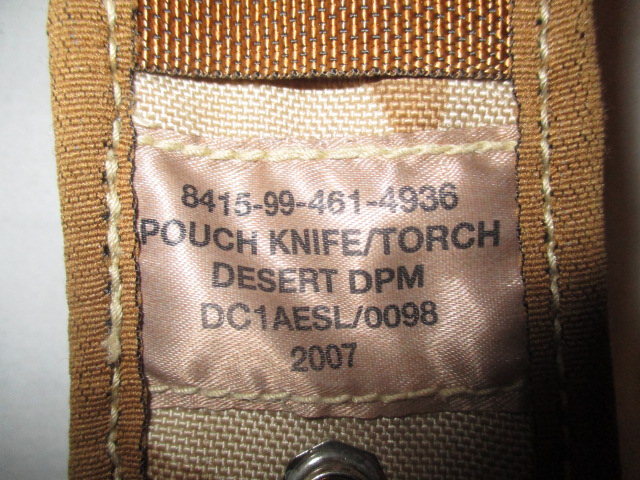 8415-99-461-4936
POUCH KNIFE/TORCH
DESERT DPM
DC1AESL/0098
2007